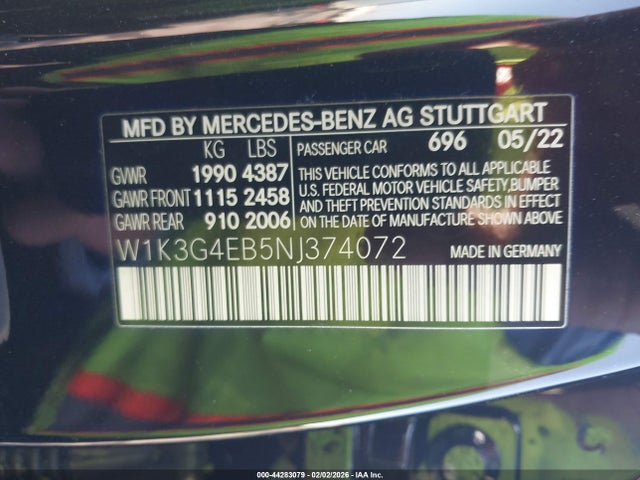 MFD BY MERCEDES-BENZ AG STUTTGART
KG LBS
GVWR 1990 4387
GAWR FRONT 1115 2458
GAWR REAR 910 2006
PASSENGER CAR 696 05/22
THIS VEHICLE CONFORMS TO ALL APPLICABLE
U.S. FEDERAL MOTOR VEHICLE SAFETY, BUMPER
AND THEFT PREVENTION STANDARDS IN EFFECT
ON THE DATE OF MANUFACTURE SHOWN ABOVE.
W1K3G4EB5NJ374072
MADE IN GERMANY
000-44283079 - 02/02/2026 - IAA Inc.